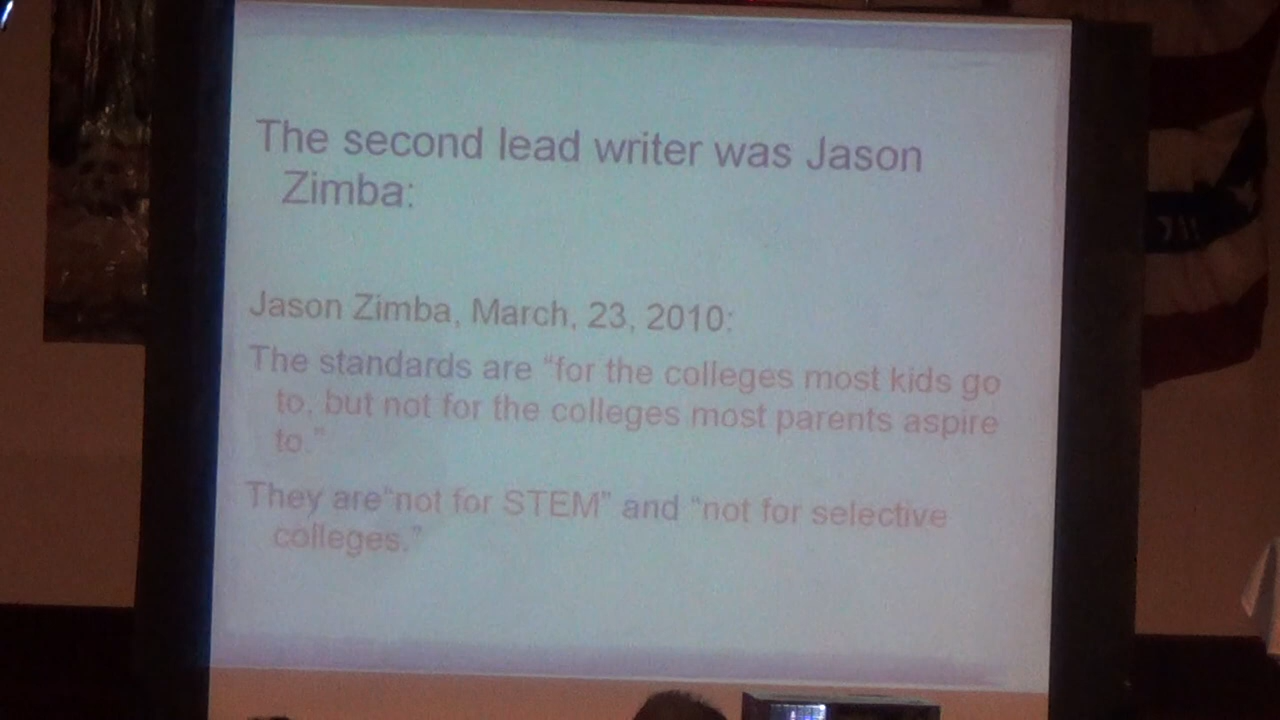 The second lead writer was Jason
Zimba:
Jason Zimba, March, 23, 2010:
The standards are “for the colleges most kids go
to, but not for the colleges most parents aspire
to.”
They are“not for STEM” and “not for selective
colleges.”